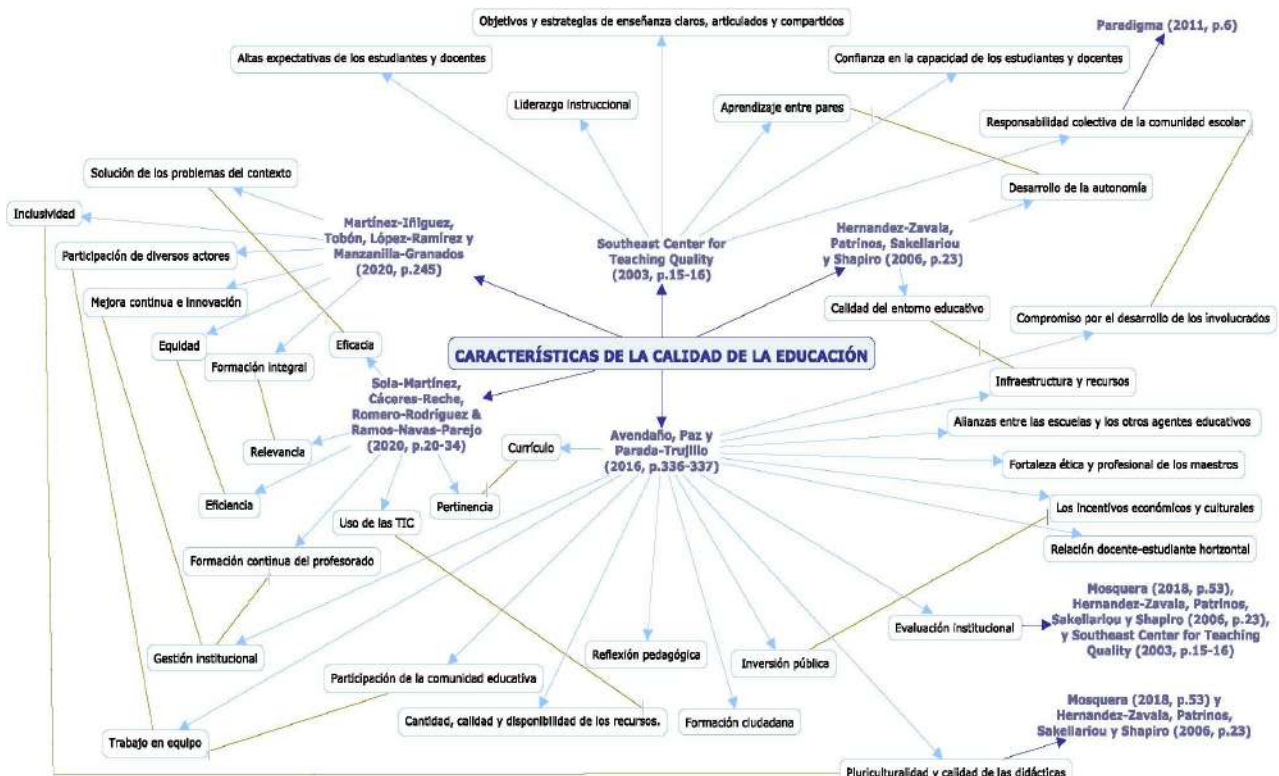 Objetivos y estrategias de enseñanza claros, articulados y compartidos
Paradigma (2011, p.6)
Altas expectativas de los estudiantes y docentes
Confianza en la capacidad de los estudiantes y docentes
Liderazgo instruccional
Aprendizaje entre pares
Responsabilidad colectiva de la comunidad escolar
Solución de los problemas del contexto
Desarrollo de la autonomía
Inclusividad
Martínez-Iñiguez,
Tobón, López-Ramírez y
Manzanilla-Granados
(2020, p.245)
Southeast Center for
Teaching Quality
(2003, p.15-16)
Hernandez-Zavala,
Patrinos, Sakellariou
y Shapiro (2006, p.23)
Participación de diversos actores
Mejora continua e innovación
Calidad del entorno educativo
Compromiso por el desarrollo de los involucrados
Equidad
Eficacia
Formación integral
CARACTERÍSTICAS DE LA CALIDAD DE LA EDUCACIÓN
Infraestructura y recursos
Sola-Martínez,
Cáceres-Reche,
Romero-Rodríguez &
Ramos-Navas-Parejo
(2020, p.20-34)
Alianzas entre las escuelas y los otros agentes educativos
Avendaño, Paz y
Parada-Trujillo
(2016, p.336-337)
Currículo
Relevancia
Fortaleza ética y profesional de los maestros
Eficiencia
Pertinencia
Los incentivos económicos y culturales
Uso de las TIC
Relación docente-estudiante horizontal
Formación continua del profesorado
Mosquera (2018, p.53),
Hernandez-Zavala, Patrinos,
Sakellariou y Shapiro (2006, p.23),
y Southeast Center for Teaching
Quality (2003, p.15-16)
Evaluación institucional
Gestión institucional
Reflexión pedagógica
Inversión pública
Participación de la comunidad educativa
Cantidad, calidad y disponibilidad de los recursos.
Formación ciudadana
Mosquera (2018, p.53) y
Hernandez-Zavala, Patrinos,
Sakellariou y Shapiro (2006, p.23)
Trabajo en equipo
Pluriculturalidad y calidad de las didácticas